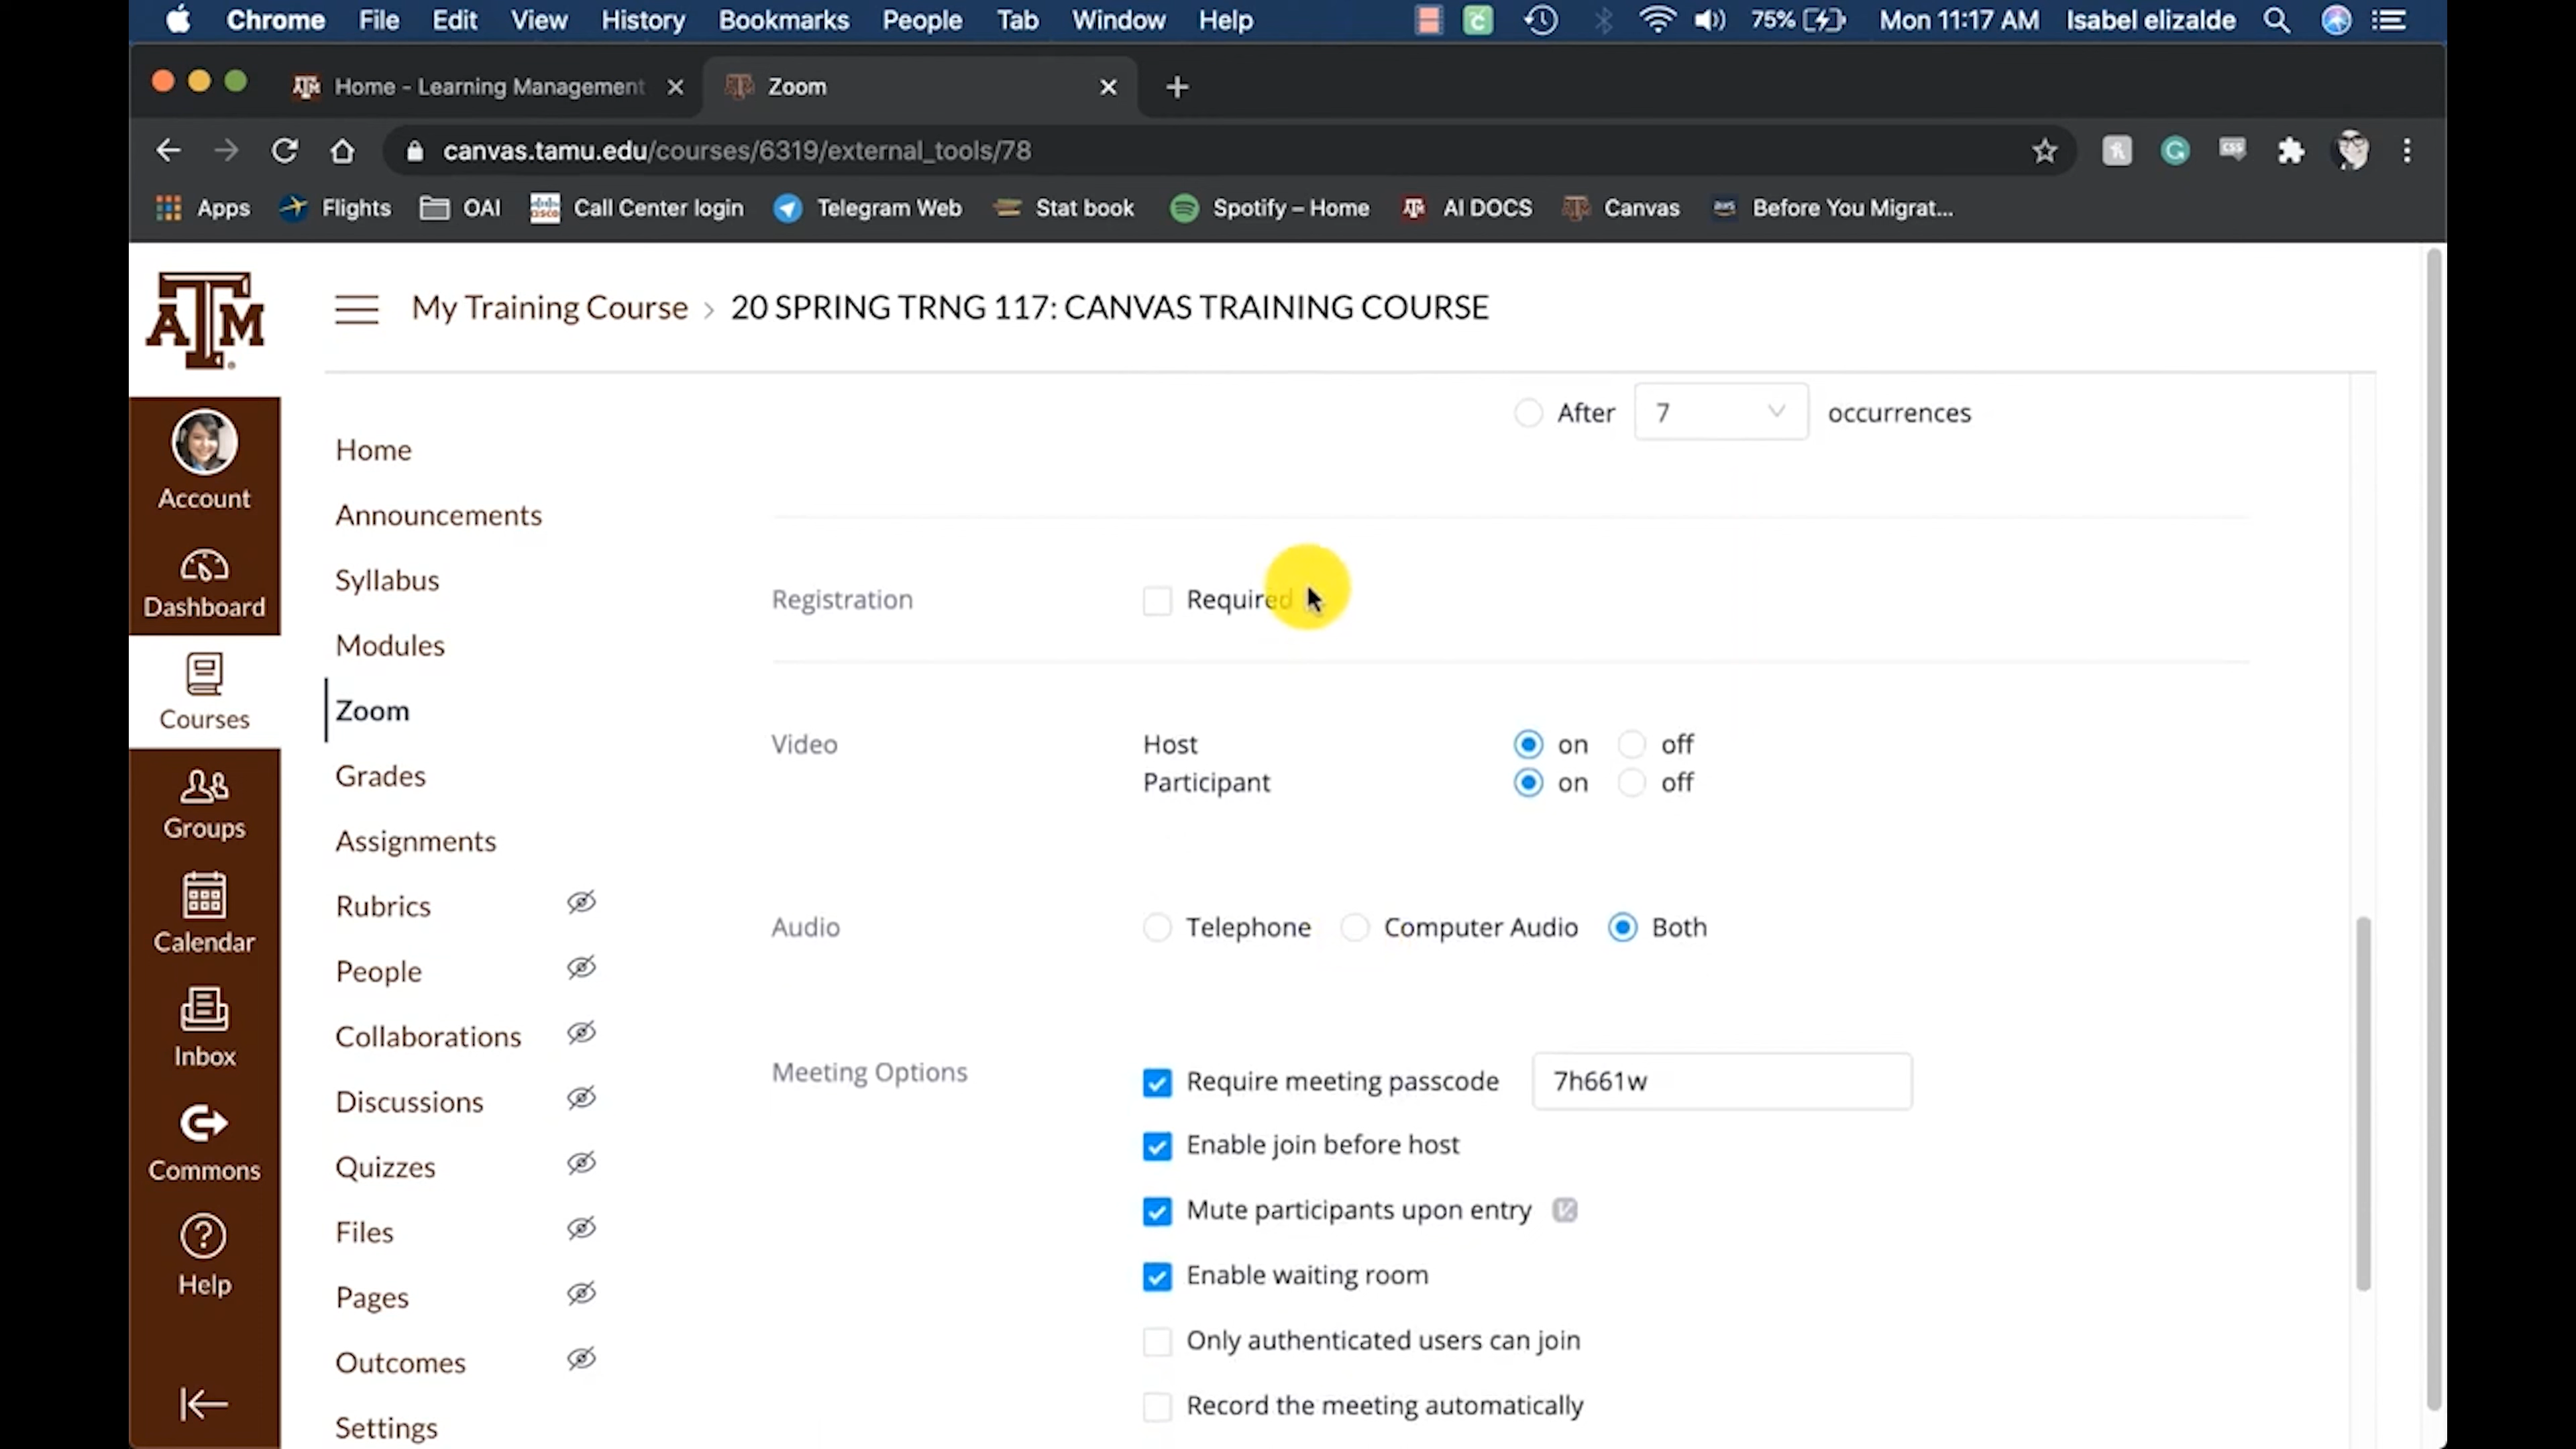 Chrome File Edit View History Bookmarks People Tab Window Help 75% Mon 11:17 AM Isabel elizalde
Home - Learning Management Zoom
canvas.tamu.edu/courses/6319/external_tools/78
Apps Flights OAI Call Center login Telegram Web Stat book Spotify – Home AI DOCS Canvas Before You Migrat...
ATM
My Training Course > 20 SPRING TRNG 117: CANVAS TRAINING COURSE
Account
Dashboard
Courses
Groups
Calendar
Inbox
Commons
Help
Home
Announcements
Syllabus
Modules
Zoom
Grades
Assignments
Rubrics
People
Collaborations
Discussions
Quizzes
Files
Pages
Outcomes
Settings
After 7 occurrences
Registration Required
Video Host on off
Participant on off
Audio Telephone Computer Audio Both
Meeting Options Require meeting passcode 7h661w
Enable join before host
Mute participants upon entry
Enable waiting room
Only authenticated users can join
Record the meeting automatically